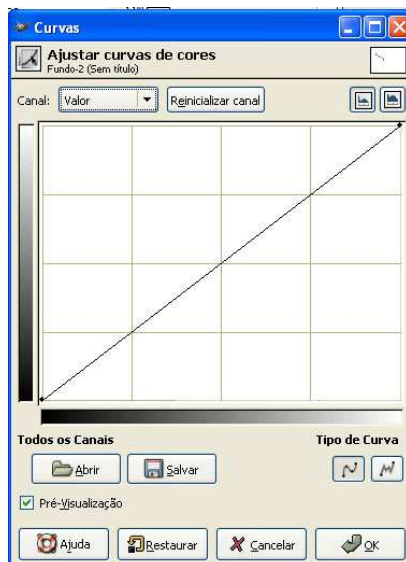 Curvas
Ajustar curvas de cores
Fundo-2 (Sem título)
Canal: Valor Reinicializar canal
Todos os Canais Tipo de Curva
Abrir Salvar
Pré-Visualização
Ajuda Restaurar Cancelar OK